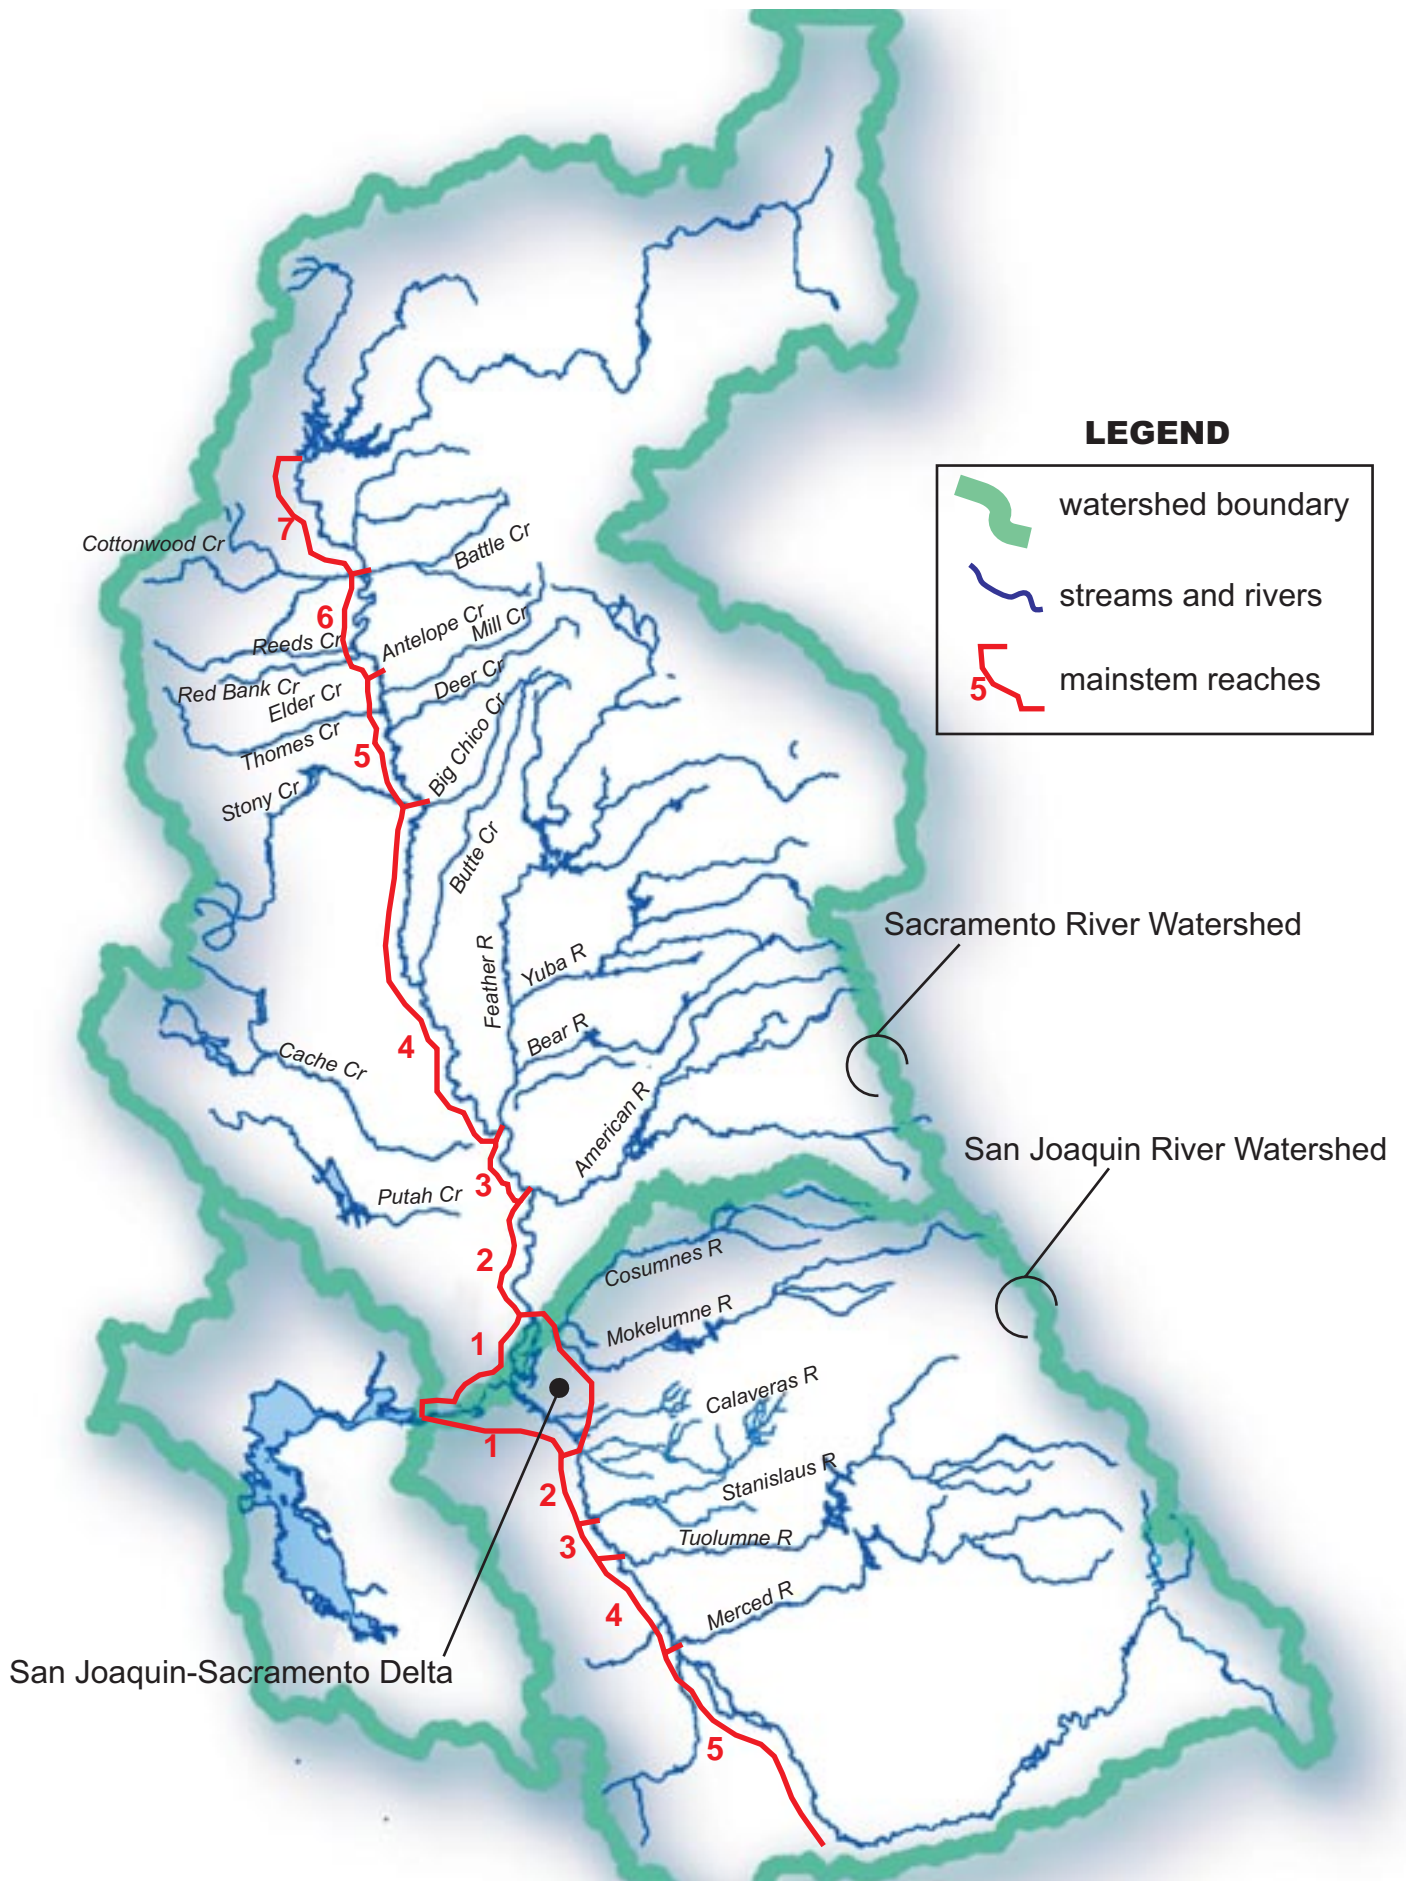 LEGEND
watershed boundary
streams and rivers
5
mainstem reaches
7
Cottonwood Cr
Battle Cr
6
Antelope Cr
Mill Cr
Reeds Cr
Red Bank Cr
Elder Cr
Deer Cr
Thomes Cr
5
Big Chico Cr
Stony Cr
Butte Cr
Sacramento River Watershed
Feather R
Yuba R
4
Bear R
Cache Cr
American R
San Joaquin River Watershed
3
Putah Cr
2
Cosumnes R
1
Mokelumne R
Calaveras R
1
2
Stanislaus R
3
Tuolumne R
4
Merced R
San Joaquin-Sacramento Delta
5